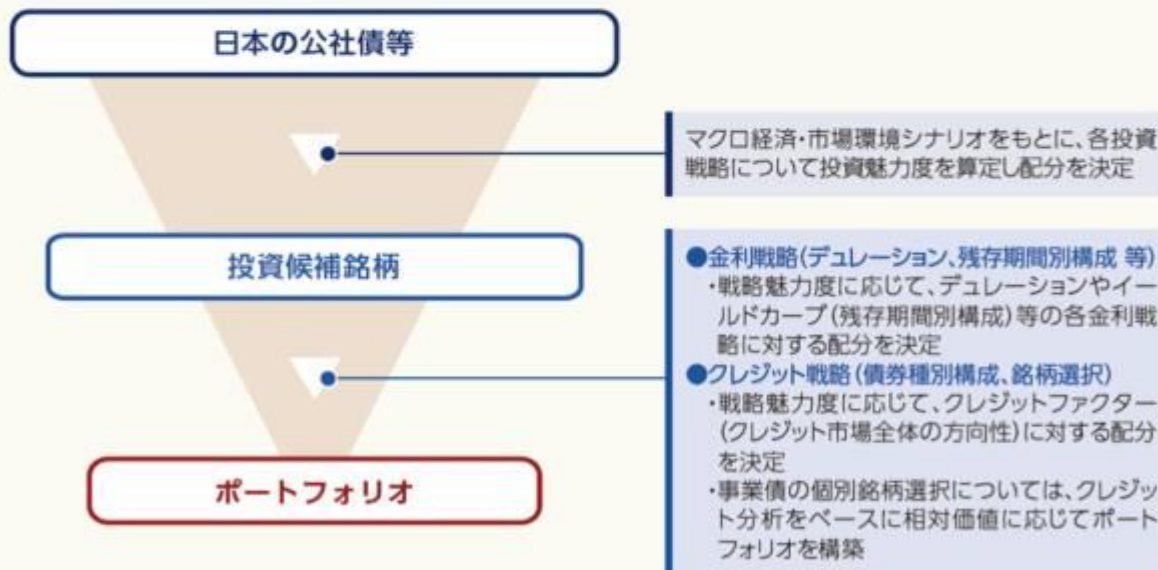 日本の公社債等
マクロ経済・市場環境シナリオをもとに、各投資
戦略について投資魅力度を算定し配分を決定
投資候補銘柄
●金利戦略(デュレーション、残存期間別構成 等)
・戦略魅力度に応じて、デュレーションやイー
ルドカーブ(残存期間別構成)等の各金利戦
略に対する配分を決定
●クレジット戦略(債券種別構成、銘柄選択)
・戦略魅力度に応じて、クレジットファクター
(クレジット市場全体の方向性)に対する配分
を決定
・事業債の個別銘柄選択については、クレジッ
ト分析をベースに相対価値に応じてポート
フォリオを構築
ポートフォリオ